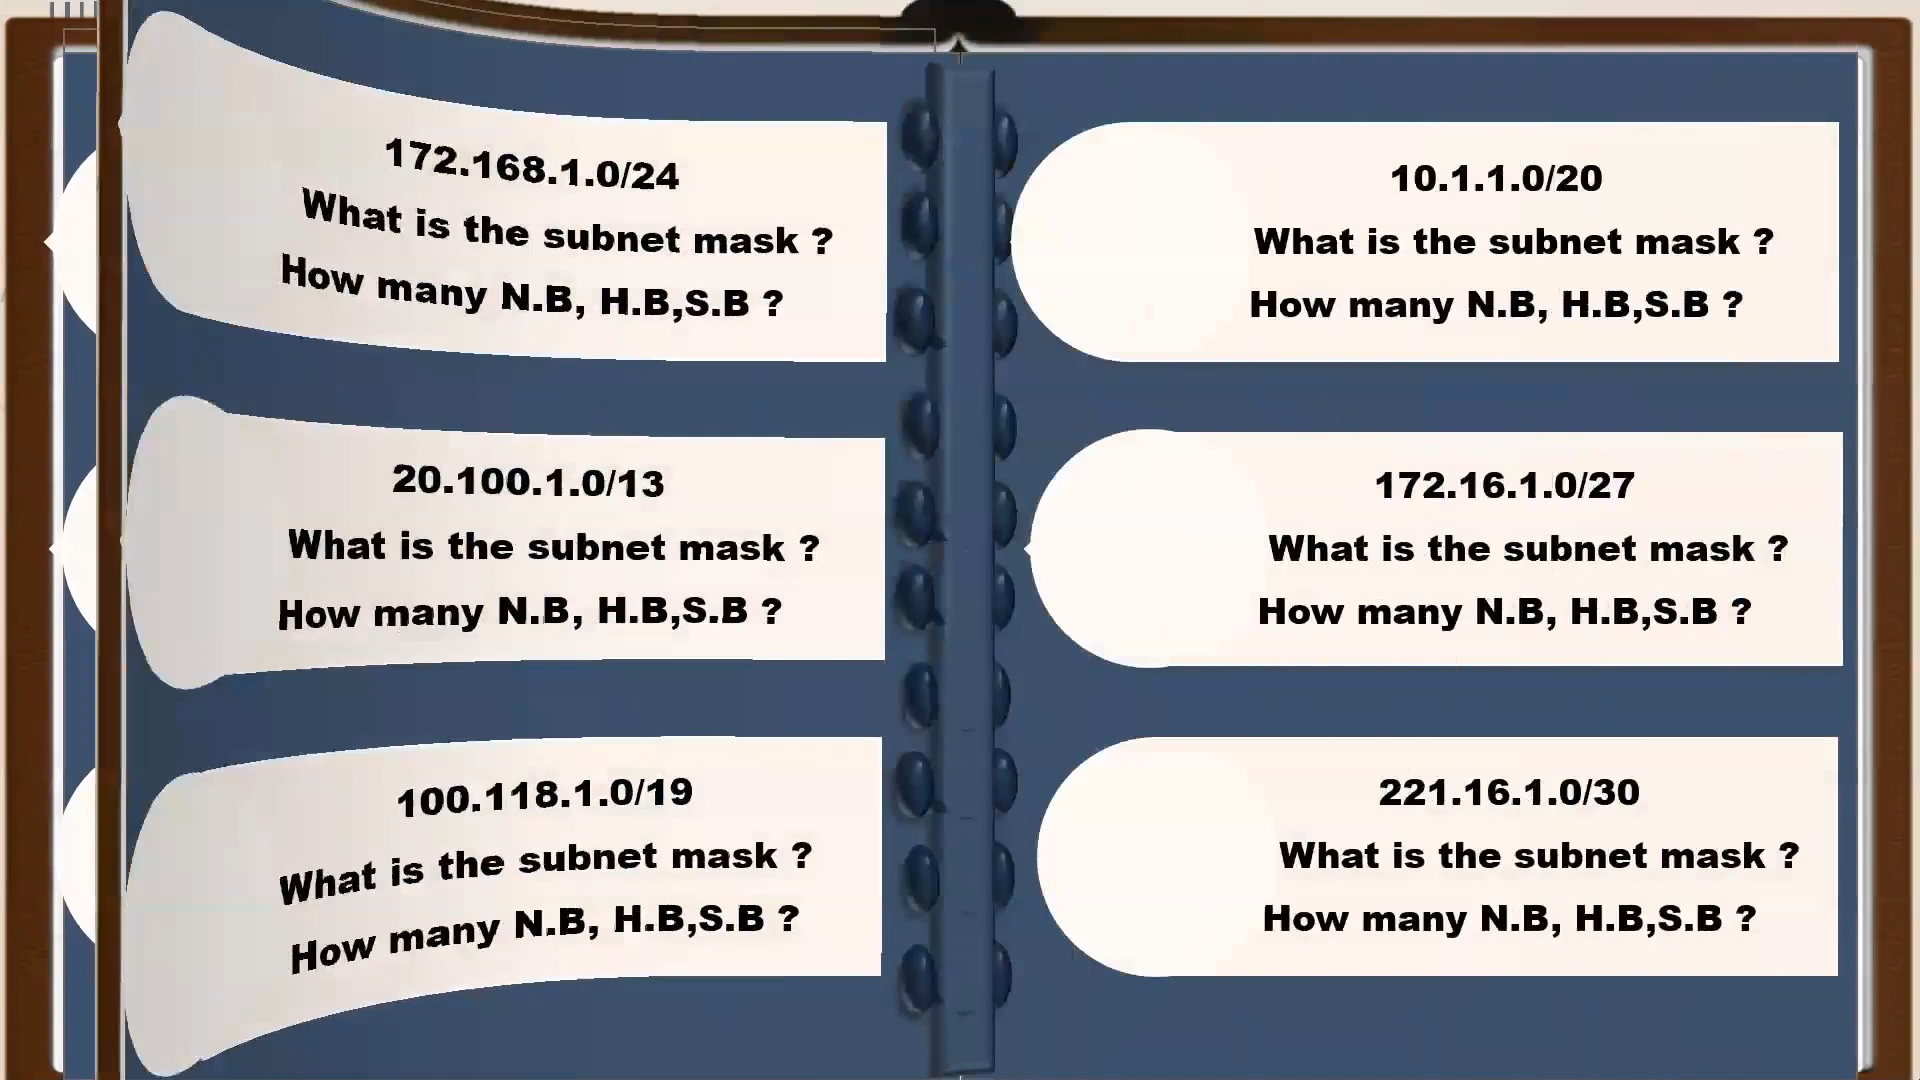 172.168.1.0/24
What is the subnet mask ?
How many N.B, H.B,S.B ?
20.100.1.0/13
What is the subnet mask ?
How many N.B, H.B,S.B ?
100.118.1.0/19
What is the subnet mask ?
How many N.B, H.B,S.B ?
10.1.1.0/20
What is the subnet mask ?
How many N.B, H.B,S.B ?
172.16.1.0/27
What is the subnet mask ?
How many N.B, H.B,S.B ?
221.16.1.0/30
What is the subnet mask ?
How many N.B, H.B,S.B ?